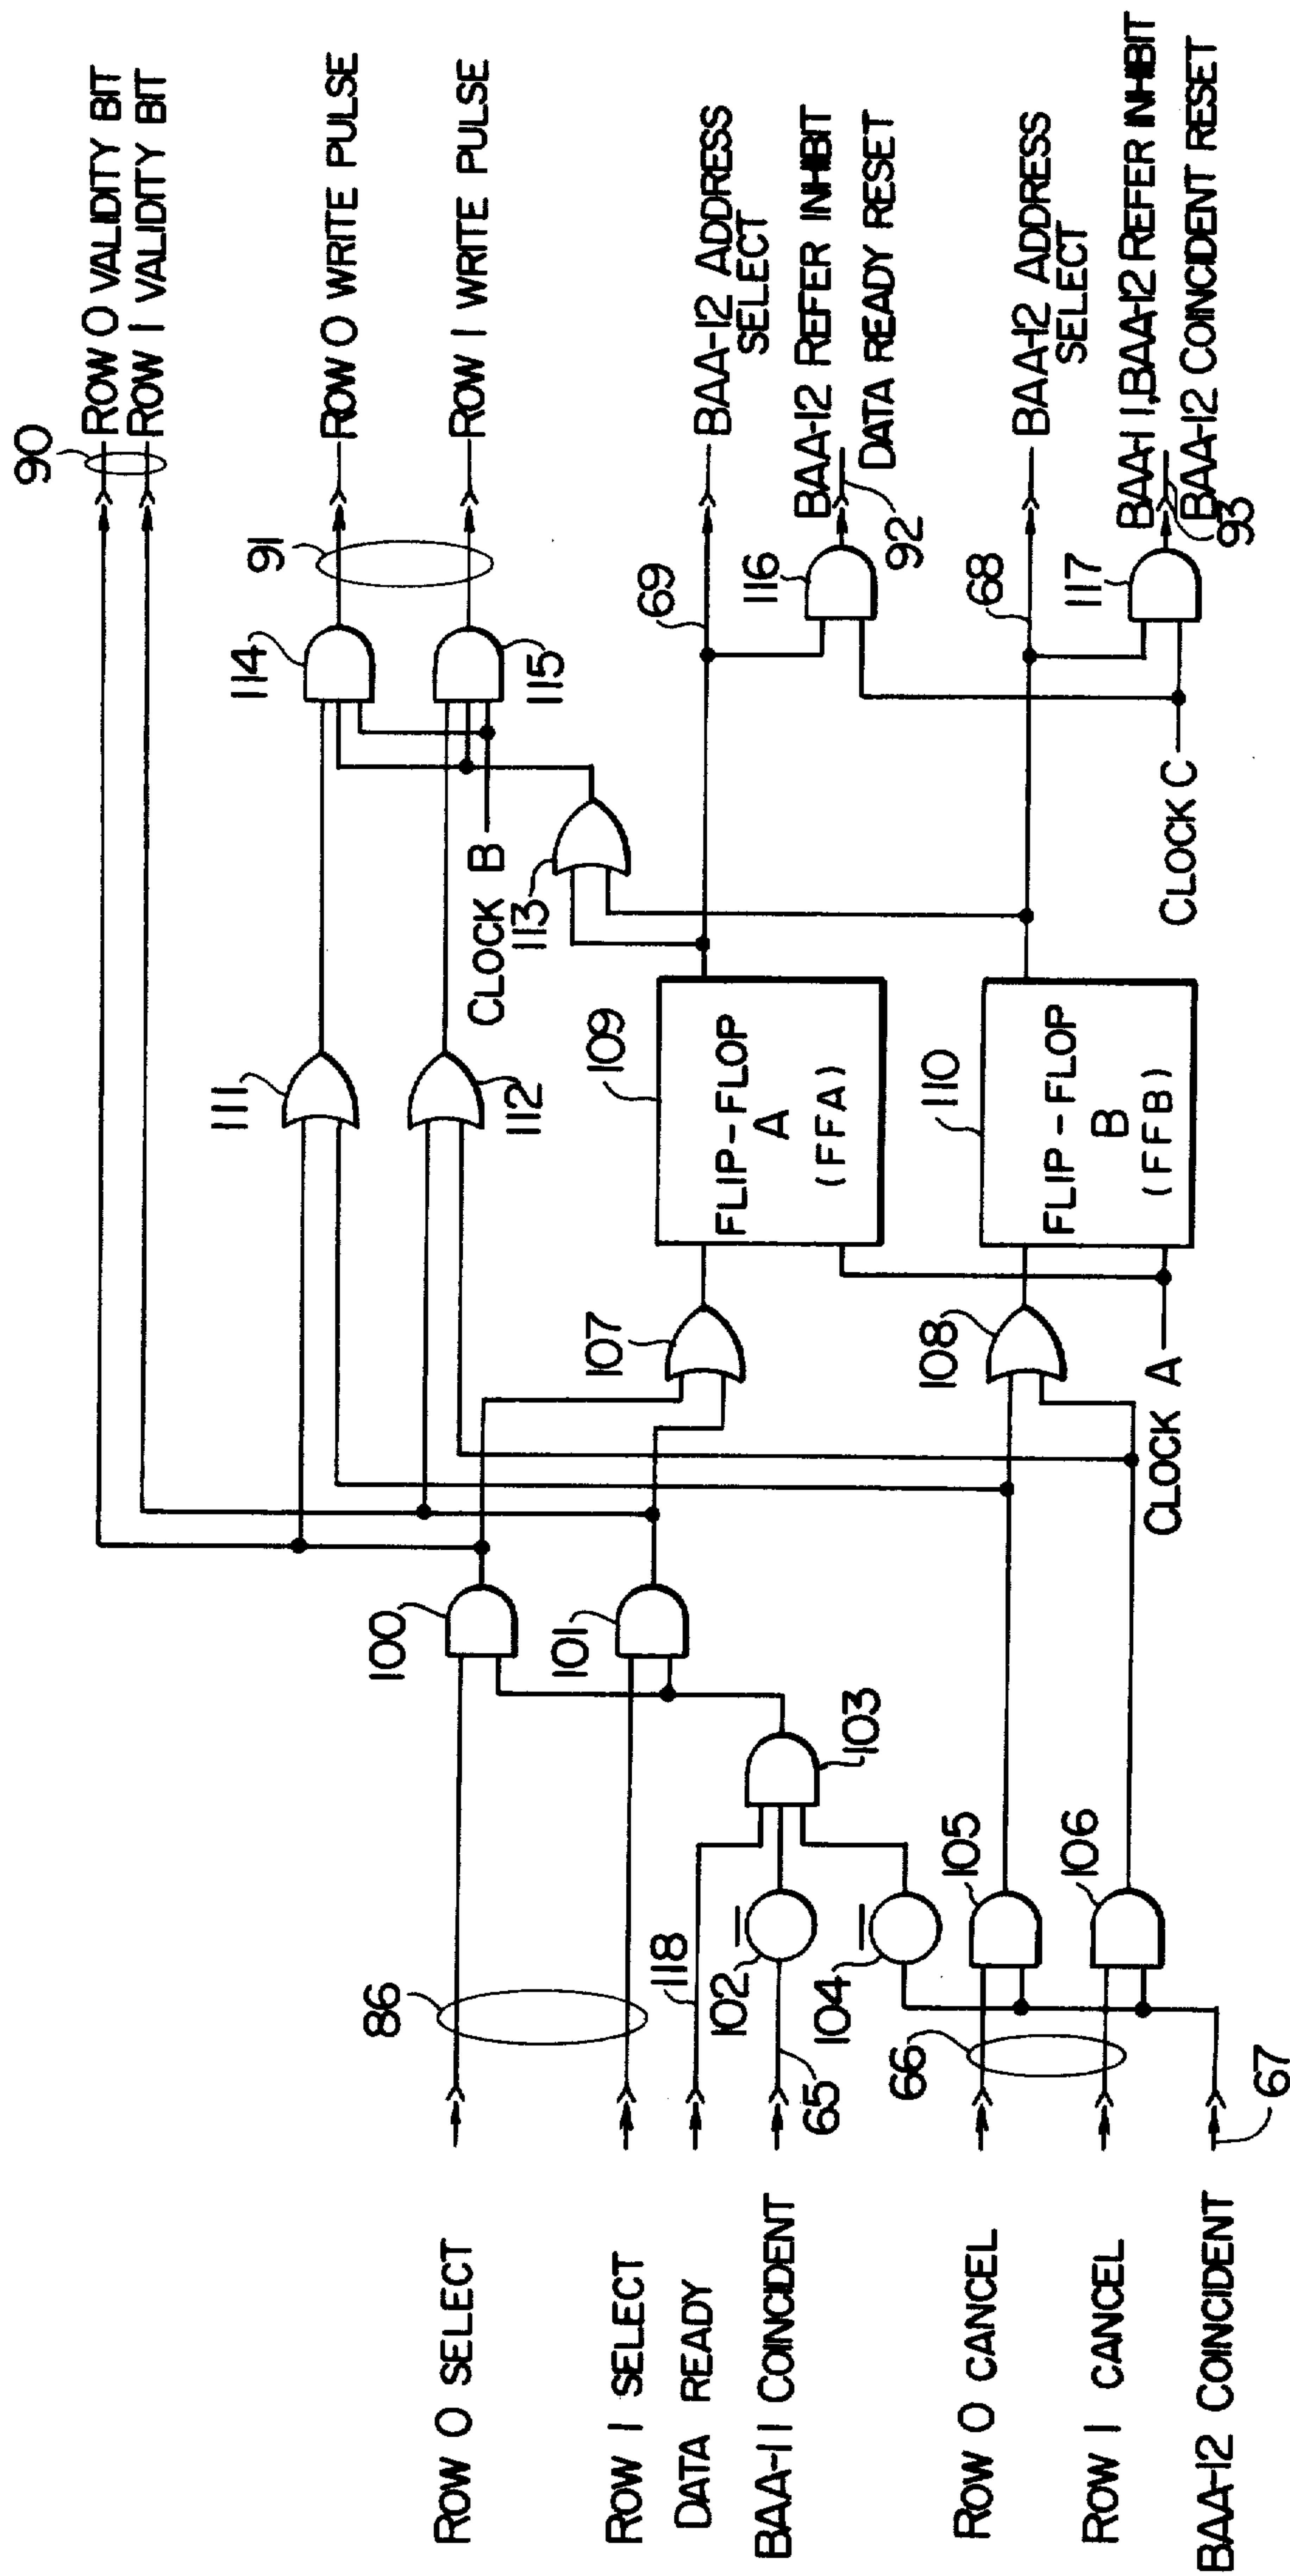 90
ROW 0 VALIDITY BIT
ROW 1 VALIDITY BIT
91
ROW 0 WRITE PULSE
ROW 1 WRITE PULSE
114
115
111
112
CLOCK B
113
ROW 0 SELECT
86
100
ROW 1 SELECT
101
DATA READY
118
BAA-11 COINCIDENT
65
102
103
104
107
109
FLIP-FLOP
A
(FFA)
69
BAA-12 ADDRESS
SELECT
116
BAA-12 REFER INHIBIT
92
DATA READY RESET
ROW 0 CANCEL
66
105
ROW 1 CANCEL
106
BAA-12 COINCIDENT
67
108
110
FLIP-FLOP
B
(FFB)
CLOCK A
68
BAA-12 ADDRESS
SELECT
117
BAA-11,BAA-12 REFER INHIBIT
93
BAA-12 COINCIDENT RESET
CLOCK C